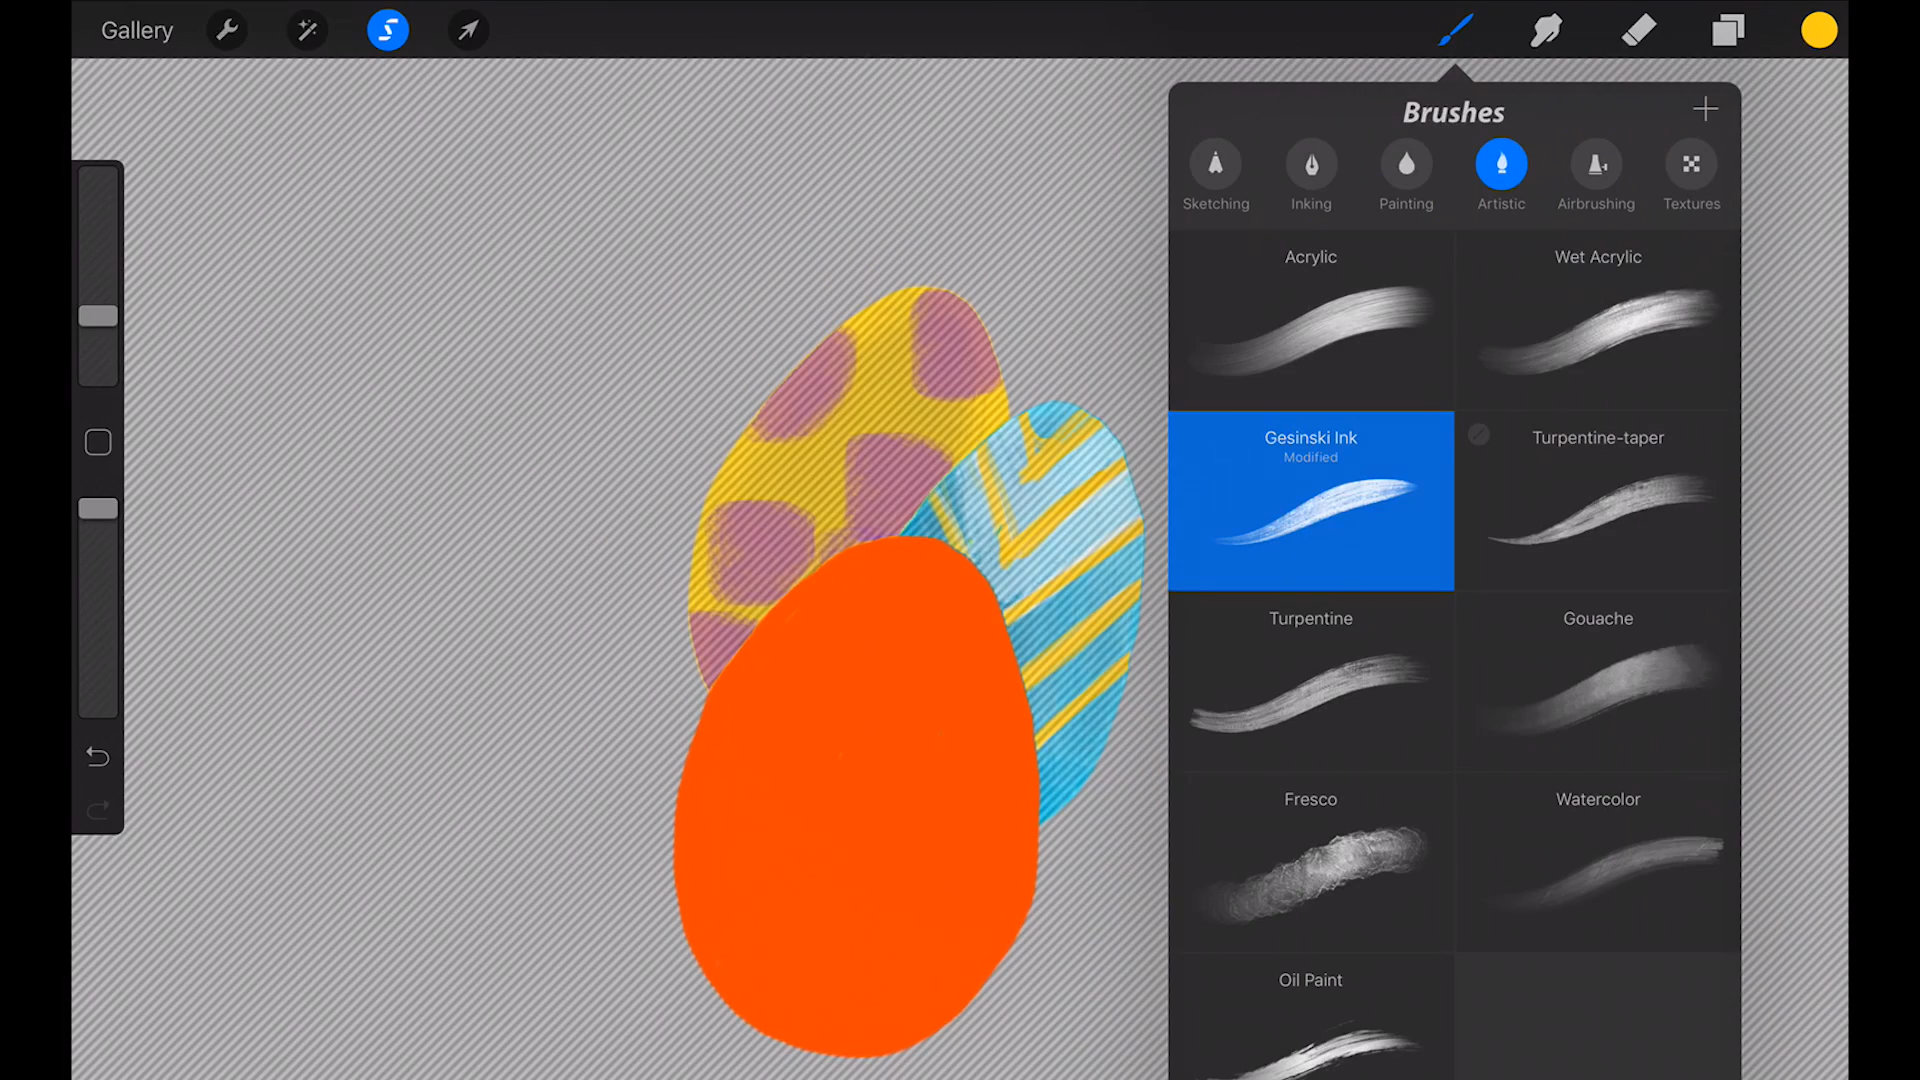 Gallery
Brushes
Sketching Inking Painting Artistic Airbrushing Textures
Acrylic Wet Acrylic
Gesinski Ink Turpentine-taper
Modified
Turpentine Gouache
Fresco Watercolor
Oil Paint